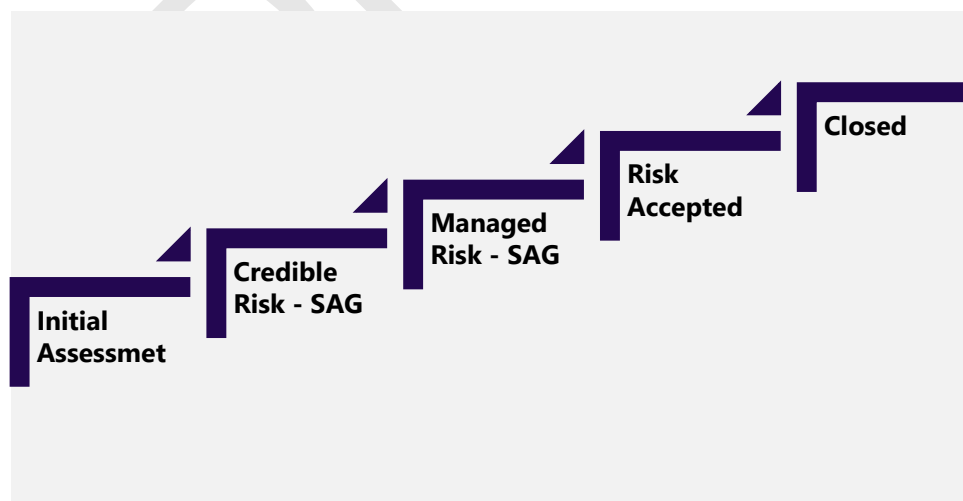 Initial
Assessmet
Credible
Risk - SAG
Managed
Risk - SAG
Risk
Accepted
Closed